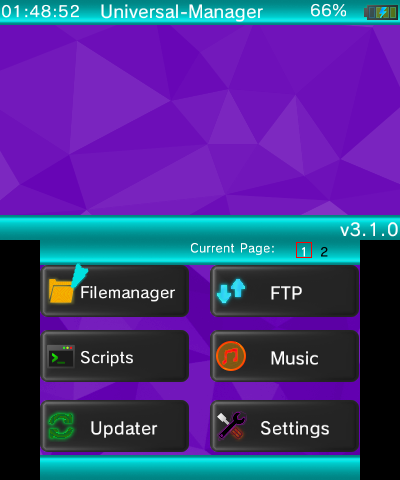 01:48:52 Universal-Manager 66%
v3.1.0
Current Page: 1 2
Filemanager FTP
Scripts Music
Updater Settings